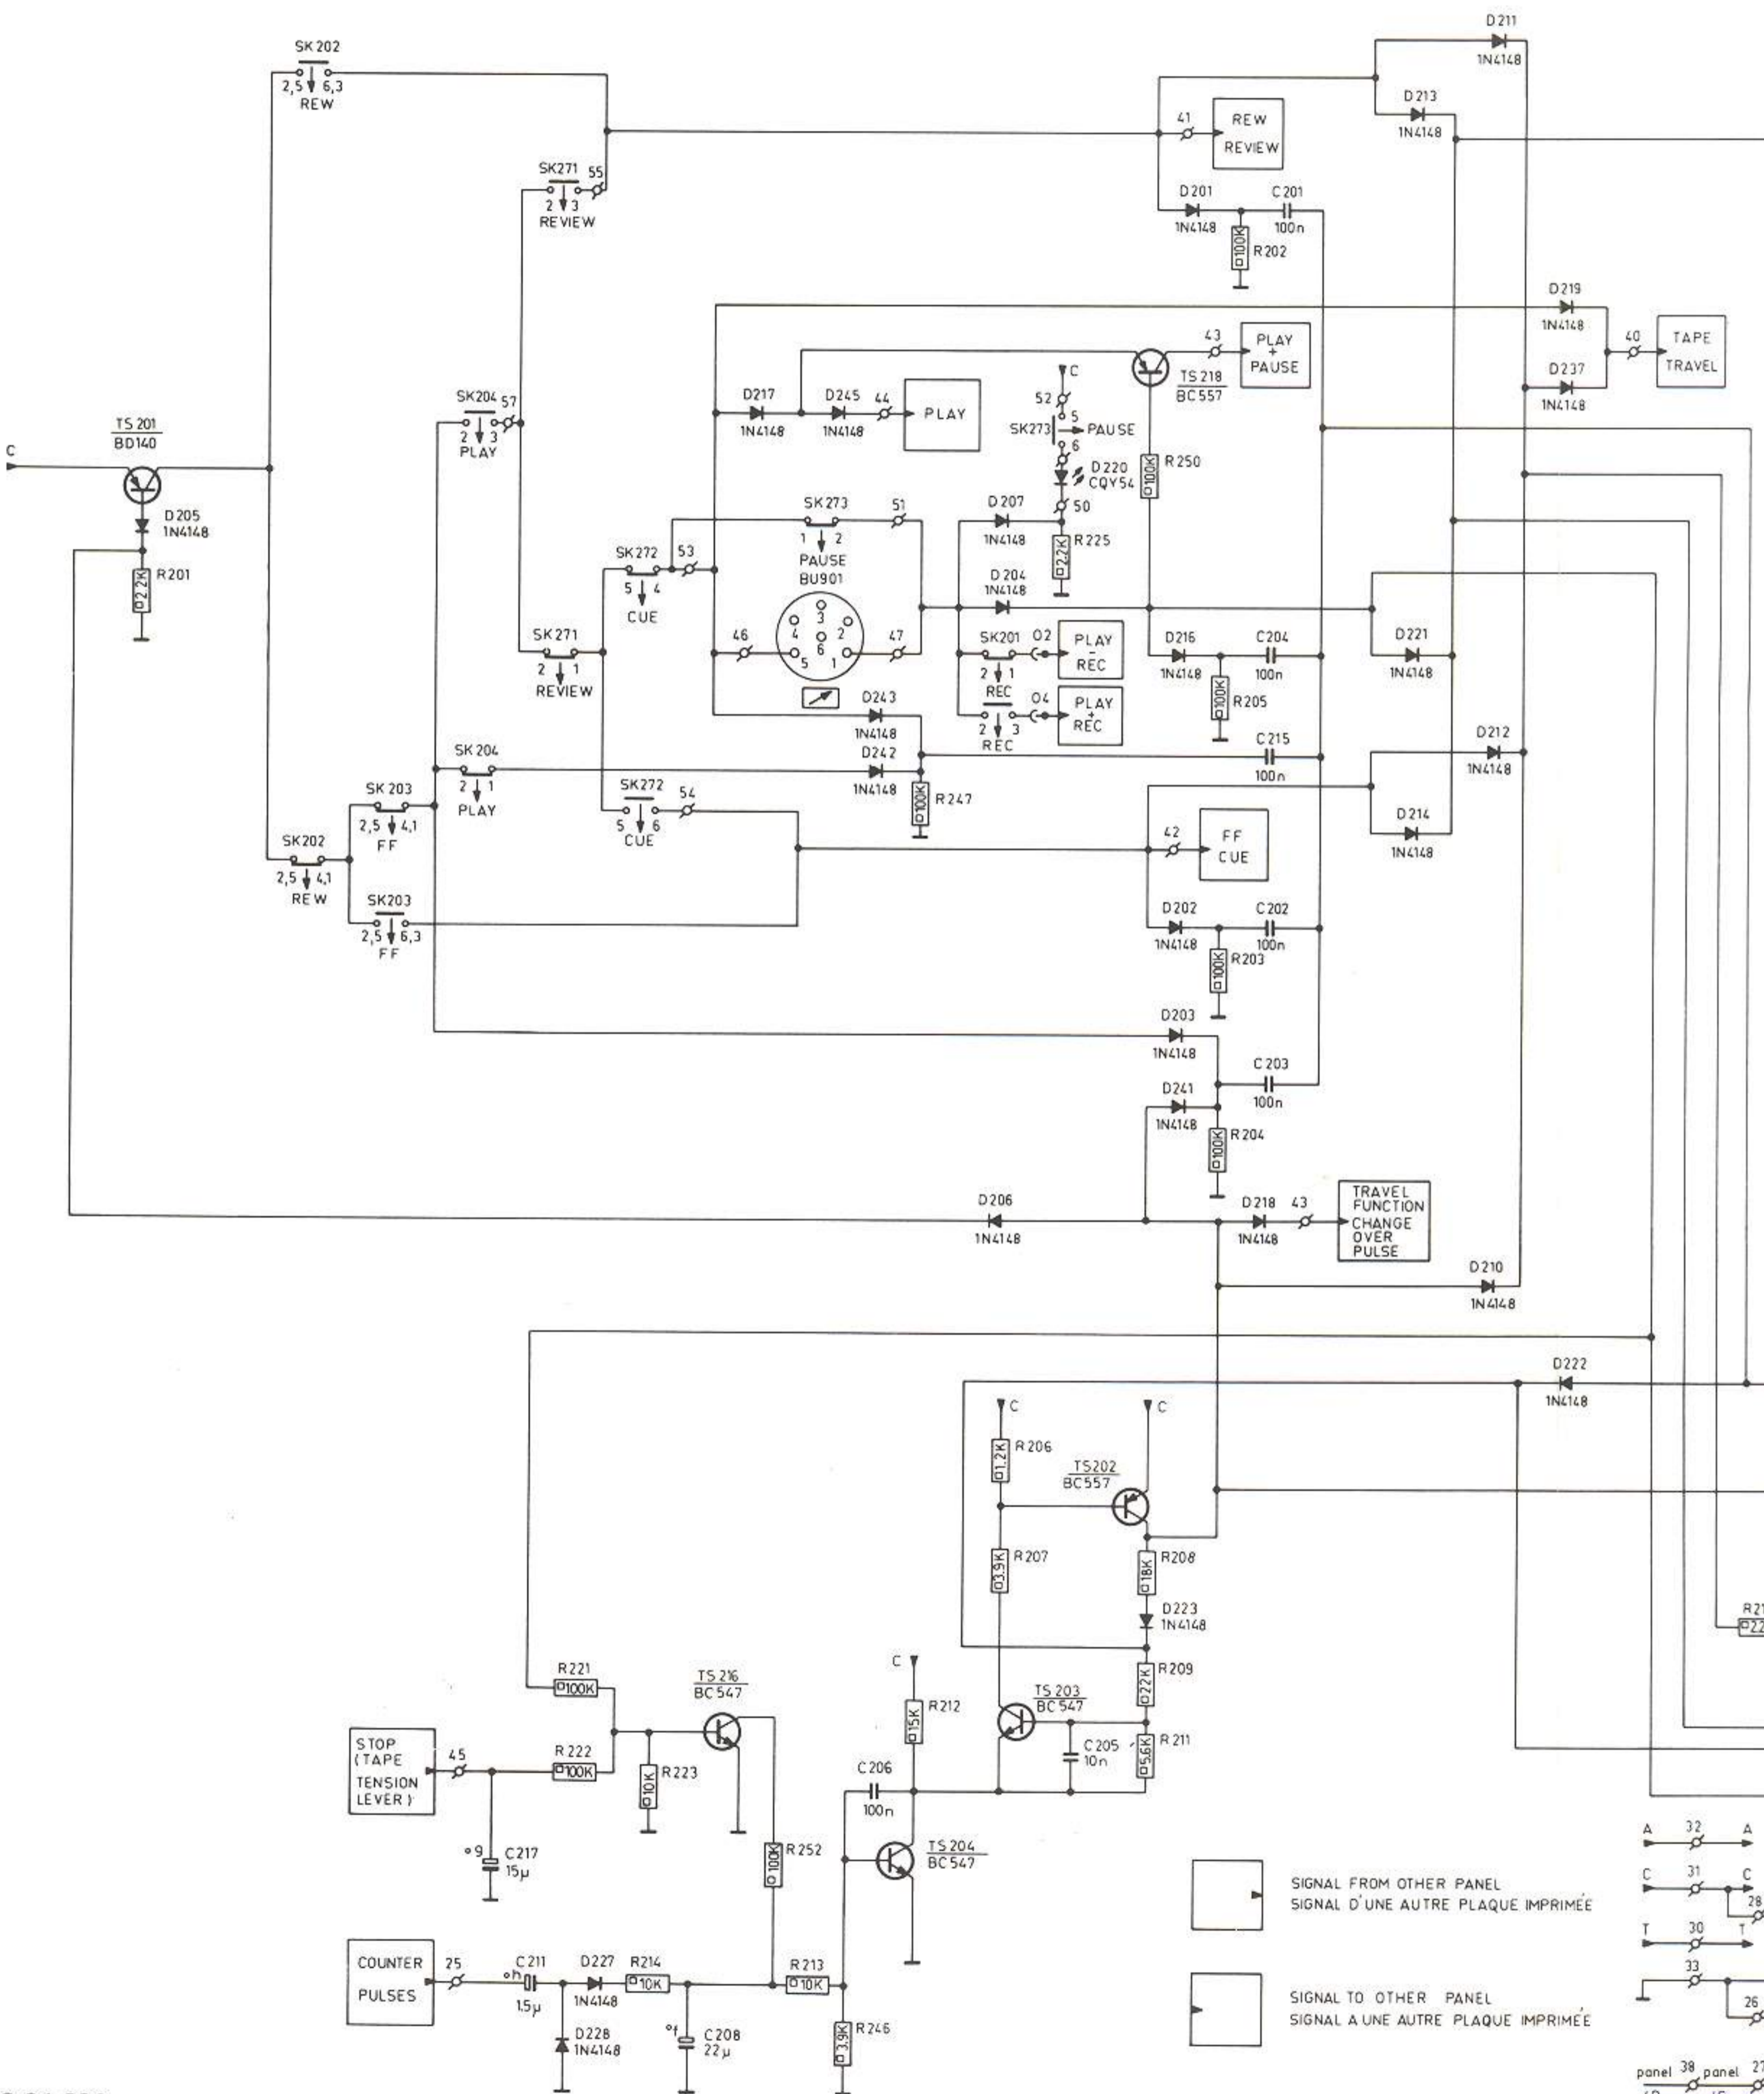 D211
1N4148
SK202
2,5 6,3
REW
D213
1N4148
41
REW
REVIEW
SK271 55
2 3
REVIEW
D201
1N4148
C201
100n
100K
R202
D219
1N4148
43
PLAY
+
PAUSE
40
TAPE
TRAVEL
TS218
BC557
D237
1N4148
D217
1N4148
D245
1N4148
44
PLAY
C
52
5
SK273
PAUSE
6
D220
CQY54
50
100K
R250
SK204
57
2 3
PLAY
TS201
BD140
C
D205
1N4148
2.2K
R201
SK273
51
1 2
PAUSE
BU901
D207
1N4148
2.2K
R225
SK272
53
5 4
CUE
D204
1N4148
3
4
2
6
5
1
46
47
SK271
2 1
REVIEW
SK201
02
PLAY
-
REC
2 1
REC
04
PLAY
+
REC
2 3
REC
D216
1N4148
C204
100n
100K
R205
D221
1N4148
D243
1N4148
D242
1N4148
C215
100n
D212
1N4148
100K
R247
SK204
2 1
PLAY
SK203
2,5 4,1
FF
SK272
54
5 6
CUE
D214
1N4148
42
FF
CUE
SK202
2,5 4,1
REW
SK203
2,5 6,3
FF
D202
1N4148
C202
100n
100K
R203
D203
1N4148
C203
100n
D241
1N4148
100K
R204
D206
1N4148
D218
1N4148
43
TRAVEL
FUNCTION
CHANGE
OVER
PULSE
D210
1N4148
D222
1N4148
C
C
1.2K
R206
TS202
BC557
3.9K
R207
18K
R208
D223
1N4148
C
22K
R209
R221
100K
TS216
BC547
15K
R212
TS203
BC547
STOP
(TAPE
TENSION
LEVER)
45
R222
100K
10K
R223
C205
10n
5.6K
R211
C206
100n
g
C217
15µ
100K
R252
TS204
BC547
A 32 A
C 31 C
28
T 30 T
33
26
SIGNAL FROM OTHER PANEL
SIGNAL D'UNE AUTRE PLAQUE IMPRIMÉE
COUNTER
PULSES
25
h
C211
1.5µ
D227
1N4148
R214
10K
R213
10K
D228
1N4148
f
C208
22µ
3.9K
R246
SIGNAL TO OTHER PANEL
SIGNAL A UNE AUTRE PLAQUE IMPRIMÉE
panel 38 panel 27